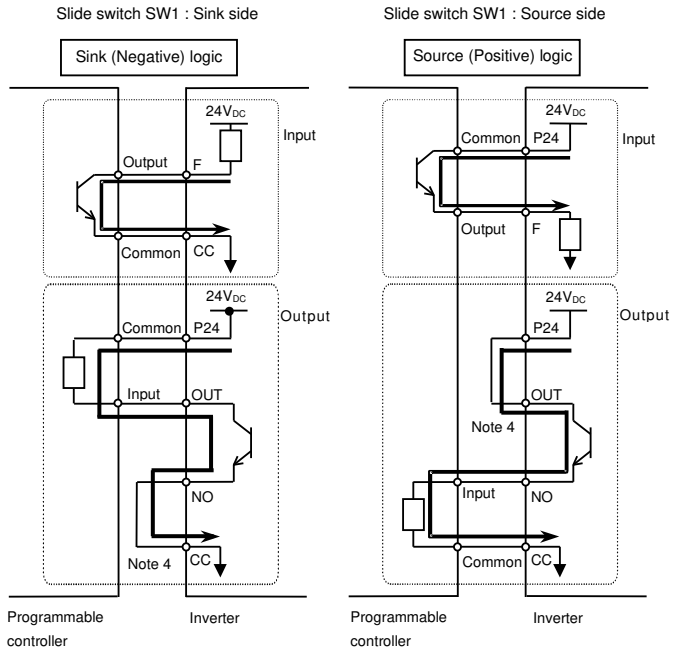 Slide switch SW1 : Sink side
Sink (Negative) logic
24VDC
Input
Output
F
Common
CC
24VDC
Output
Common
P24
Input
OUT
NO
Note 4
CC
Programmable
controller
Inverter
Slide switch SW1 : Source side
Source (Positive) logic
24VDC
Common
P24
Input
Output
F
24VDC
Output
P24
OUT
Note 4
Input
NO
Common
CC
Programmable
controller
Inverter